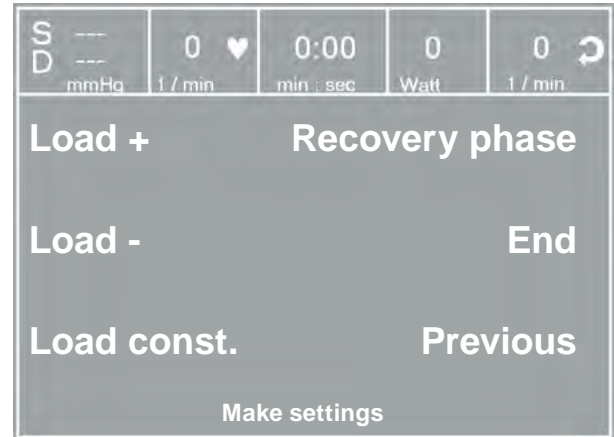 S --- 0 ♥ 0:00 0 0
D ---
mmHg 1 / min min : sec Watt 1 / min
Load + Recovery phase
Load - End
Load const. Previous
Make settings